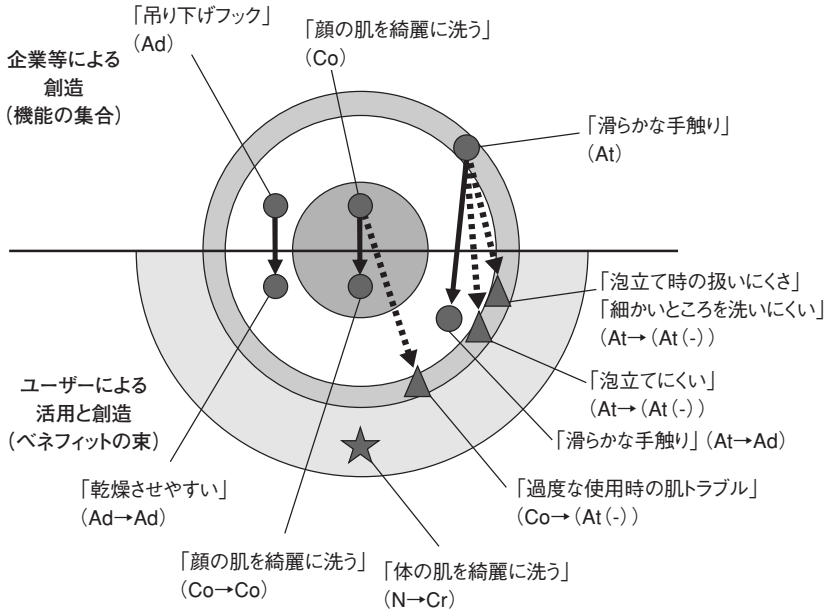 「吊り下げフック」
(Ad)
「顔の肌を綺麗に洗う」
(Co)
企業等による
創造
(機能の集合)
「滑らかな手触り」
(At)
「泡立て時の扱いにくさ」
「細かいところを洗いにくい」
(At→(At(-))
「泡立てにくい」
(At→(At(-))
「滑らかな手触り」(At→Ad)
ユーザーによる
活用と創造
(ベネフィットの束)
「乾燥させやすい」
(Ad→Ad)
「過度な使用時の肌トラブル」
(Co→(At(-))
「顔の肌を綺麗に洗う」
(Co→Co)
「体の肌を綺麗に洗う」
(N→Cr)